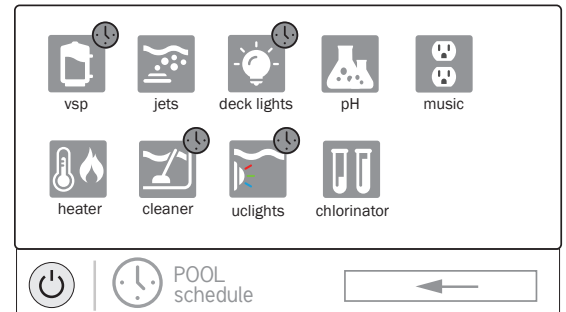 vsp jets deck lights pH music
heater cleaner uclights chlorinator
POOL
schedule